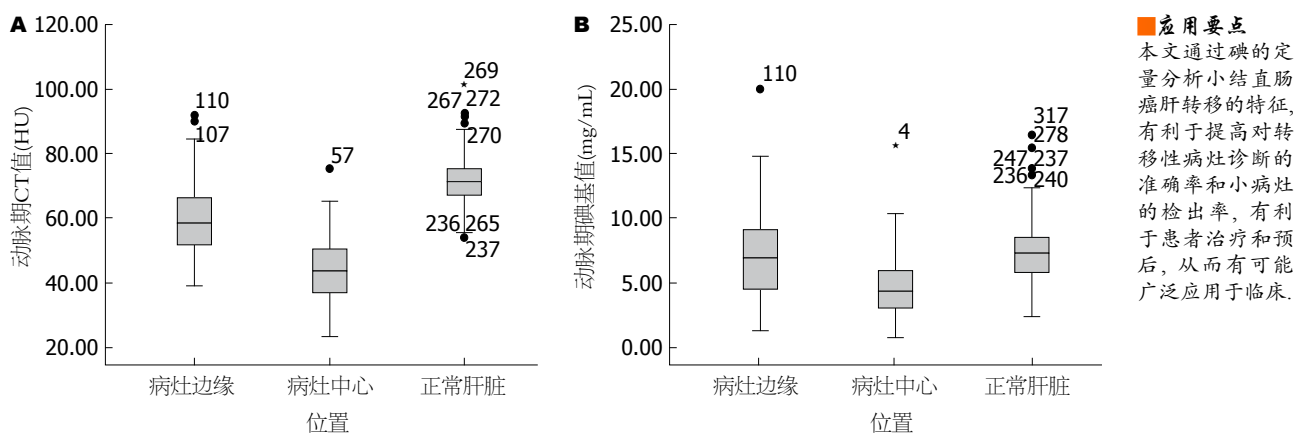 A
120.00
100.00
80.00
60.00
40.00
20.00
动脉期CT值(HU)
110
107
57
269
267 272
270
236 265
237
病灶边缘 病灶中心 正常肝脏
位置
B
25.00
20.00
15.00
10.00
5.00
0.00
动脉期碘基值(mg/mL)
110
4
317
278
247 237
236 240
病灶边缘 病灶中心 正常肝脏
位置
■应用要点
本文通过碘的定
量分析小结直肠
癌肝转移的特征,
有利于提高对转
移性病灶诊断的
准确率和小病灶
的检出率, 有利
于患者治疗和预
后, 从而有可能
广泛应用于临床.